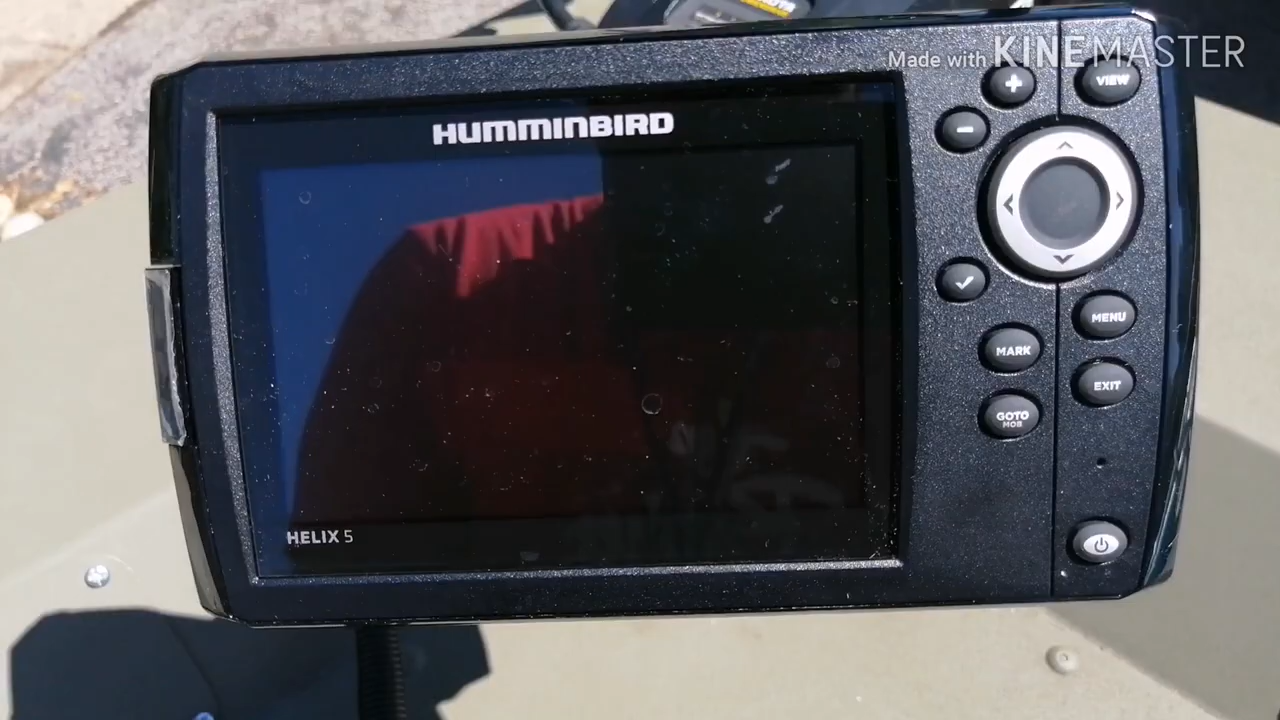 Made with KINEMASTER
HUMMINBIRD
+
VIEW
-
MENU
MARK
EXIT
GOTO
MOB
HELIX 5